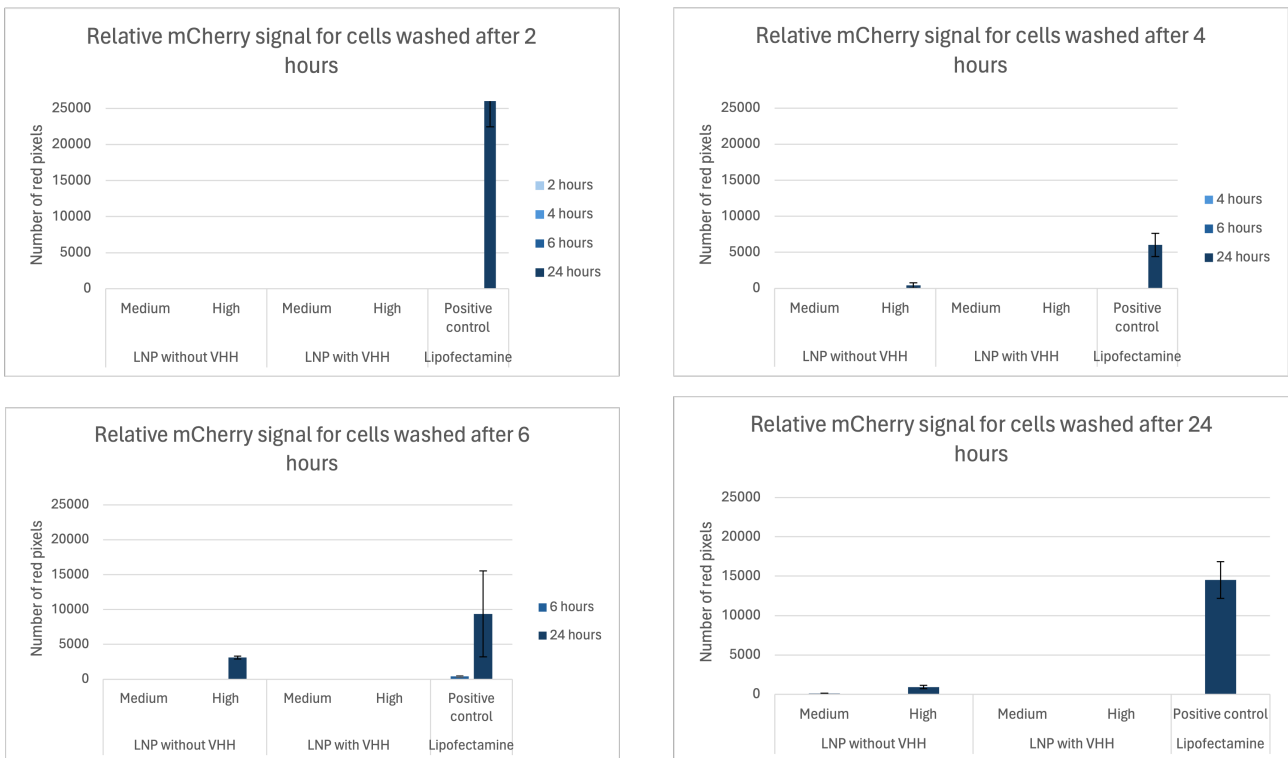 Relative mCherry signal for cells washed after 2
hours
Number of red pixels
25000
20000
15000
10000
5000
0
Medium High Medium High Positive
control
LNP without VHH LNP with VHH Lipofectamine
2 hours
4 hours
6 hours
24 hours
Relative mCherry signal for cells washed after 4
hours
Number of red pixels
25000
20000
15000
10000
5000
0
Medium High Medium High Positive
control
LNP without VHH LNP with VHH Lipofectamine
4 hours
6 hours
24 hours
Relative mCherry signal for cells washed after 6
hours
Number of red pixels
25000
20000
15000
10000
5000
0
Medium High Medium High Positive
control
LNP without VHH LNP with VHH Lipofectamine
6 hours
24 hours
Relative mCherry signal for cells washed after 24
hours
Number of red pixels
25000
20000
15000
10000
5000
0
Medium High Medium High Positive control
LNP without VHH LNP with VHH Lipofectamine